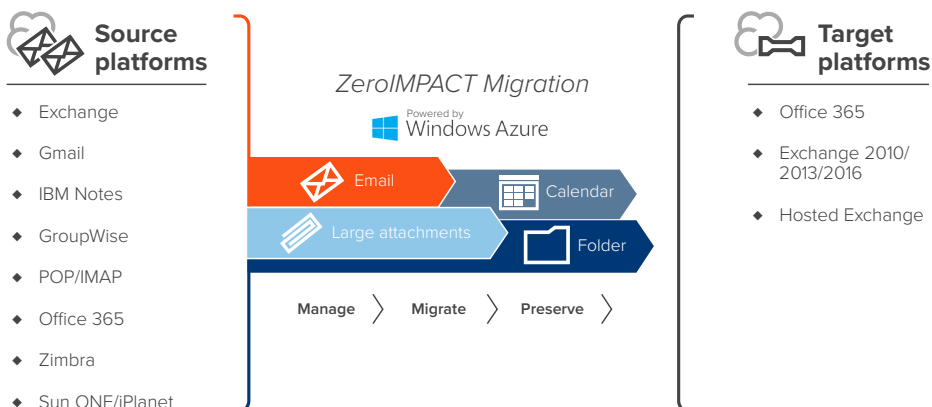 Source
platforms
Exchange
Gmail
IBM Notes
GroupWise
POP/IMAP
Office 365
Zimbra
Sun ONE/iPlanet
ZeroIMPACT Migration
Powered by
Windows Azure
Email
Calendar
Large attachments
Folder
Manage
Migrate
Preserve
Target
platforms
Office 365
Exchange 2010/
2013/2016
Hosted Exchange